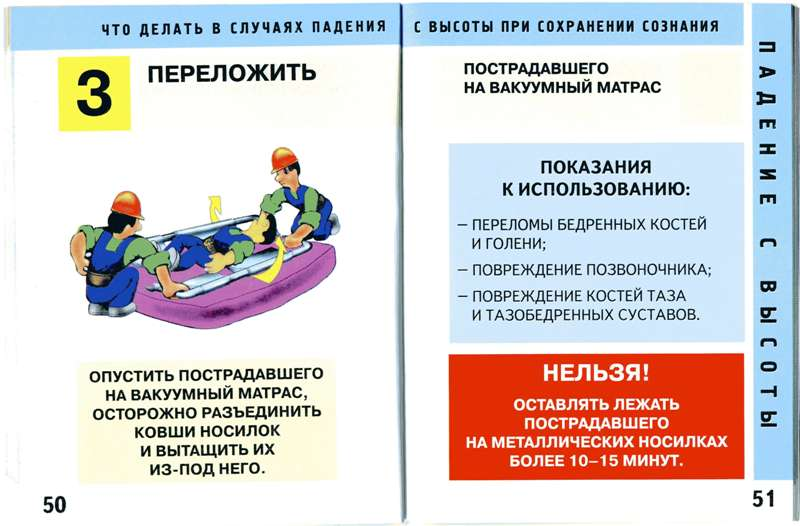 ЧТО ДЕЛАТЬ В СЛУЧАЯХ ПАДЕНИЯ
С ВЫСОТЫ ПРИ СОХРАНЕНИИ СОЗНАНИЯ
3
ПЕРЕЛОЖИТЬ
ОПУСТИТЬ ПОСТРАДАВШЕГО
НА ВАКУУМНЫЙ МАТРАС,
ОСТОРОЖНО РАЗЪЕДИНИТЬ
КОВШИ НОСИЛОК
И ВЫТАЩИТЬ ИХ
ИЗ-ПОД НЕГО.
50
ПОСТРАДАВШЕГО
НА ВАКУУМНЫЙ МАТРАС
ПОКАЗАНИЯ
К ИСПОЛЬЗОВАНИЮ:
– ПЕРЕЛОМЫ БЕДРЕННЫХ КОСТЕЙ
И ГОЛЕНИ;
– ПОВРЕЖДЕНИЕ ПОЗВОНОЧНИКА;
– ПОВРЕЖДЕНИЕ КОСТЕЙ ТАЗА
И ТАЗОБЕДРЕННЫХ СУСТАВОВ.
НЕЛЬЗЯ!
ОСТАВЛЯТЬ ЛЕЖАТЬ
ПОСТРАДАВШЕГО
НА МЕТАЛЛИЧЕСКИХ НОСИЛКАХ
БОЛЕЕ 10–15 МИНУТ.
ПАДЕНИЕ С ВЫСОТЫ
51